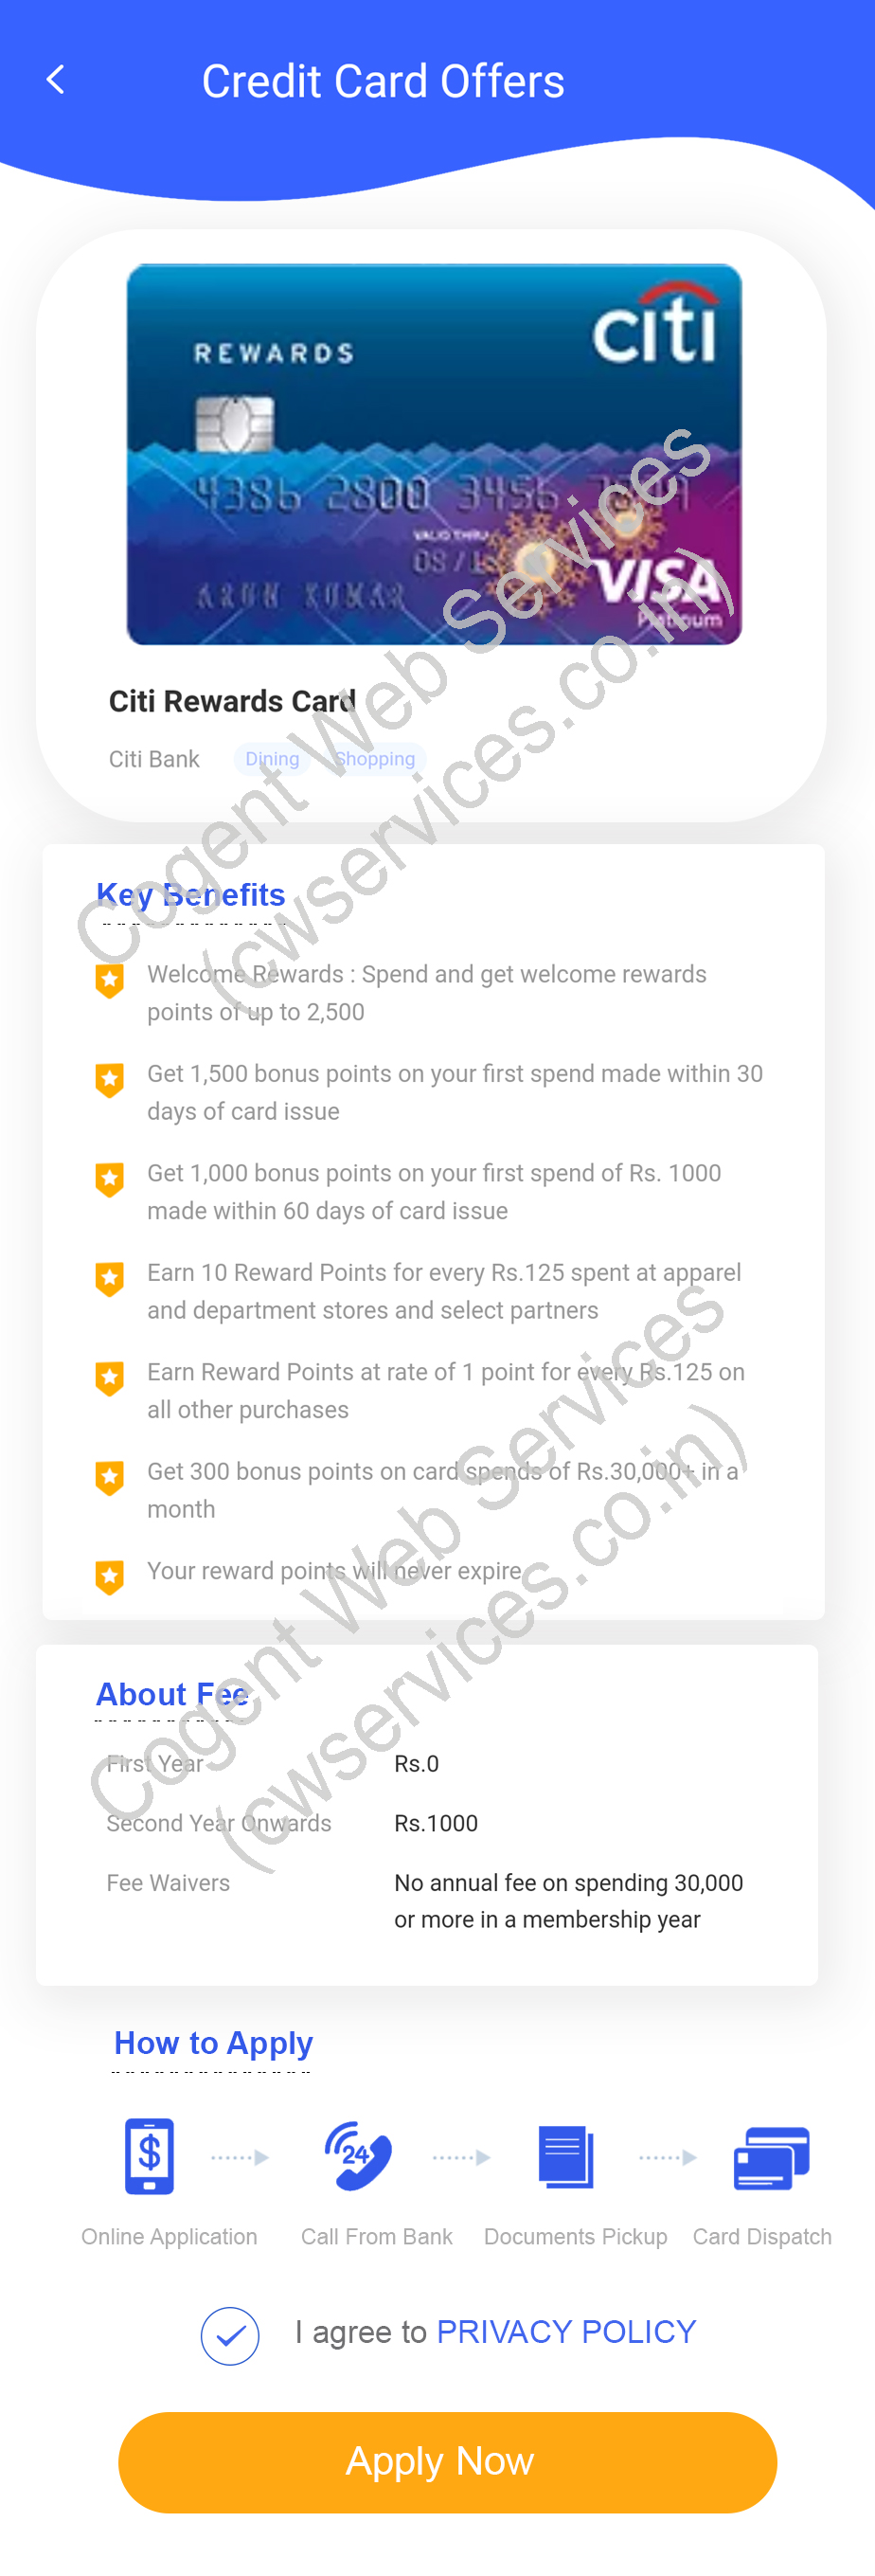 Credit Card Offers
citi
REWARDS
4386 2800 3456
VALID THRU
ARUN KUMAR
VISA
Platinum
Citi Rewards Card
Citi Bank Dining Shopping
Cogent Web Services
(cwservices.co.in)
Key Benefits
Welcome Rewards : Spend and get welcome rewards
points of up to 2,500
Get 1,500 bonus points on your first spend made within 30
days of card issue
Get 1,000 bonus points on your first spend of Rs. 1000
made within 60 days of card issue
Earn 10 Reward Points for every Rs.125 spent at apparel
and department stores and select partners
Earn Reward Points at rate of 1 point for every Rs.125 on
all other purchases
Get 300 bonus points on card spends of Rs.30,000+ in a
month
Your reward points will never expire
Cogent Web Services
(cwservices.co.in)
About Fee
First Year Rs.0
Second Year Onwards Rs.1000
Fee Waivers No annual fee on spending 30,000
or more in a membership year
How to Apply
$ 24
Online Application Call From Bank Documents Pickup Card Dispatch
I agree to PRIVACY POLICY
Apply Now